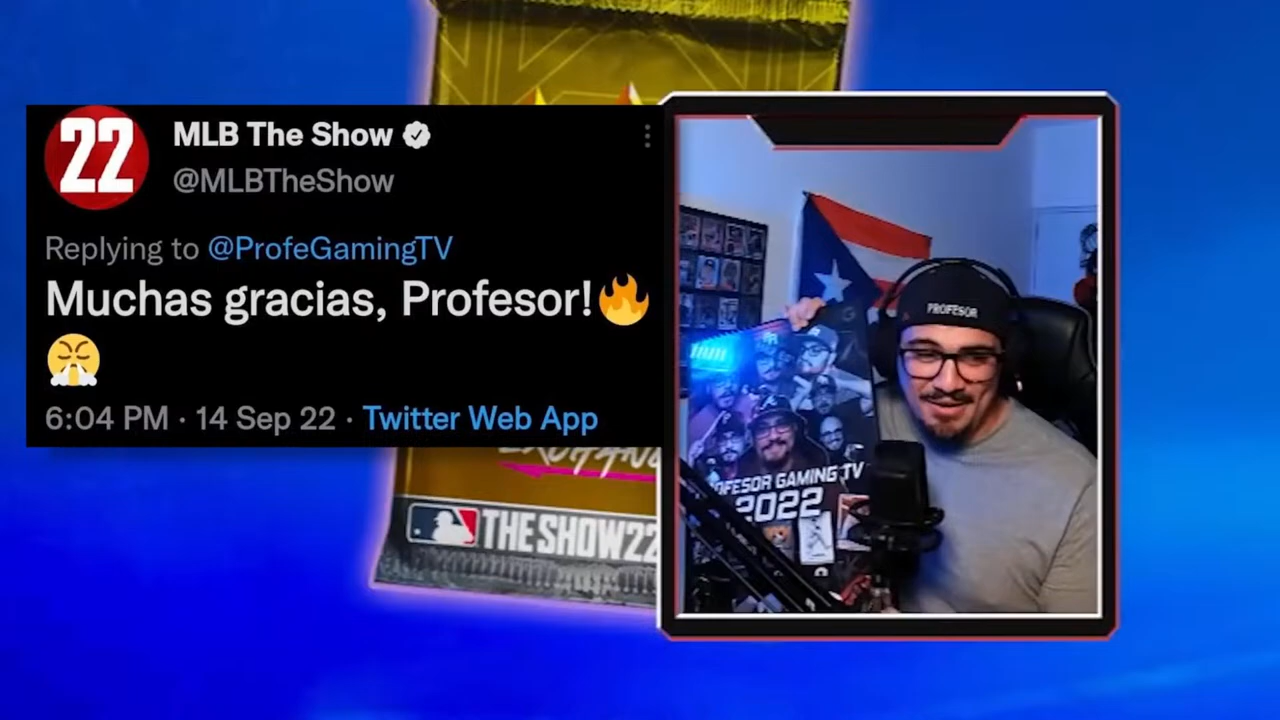 22
MLB The Show
@MLBTheShow
Replying to @ProfeGamingTV
Muchas gracias, Profesor!🔥
😤
6:04 PM · 14 Sep 22 · Twitter Web App
THE SHOW22
PROFESOR
OFESOR GAMING TV
2022